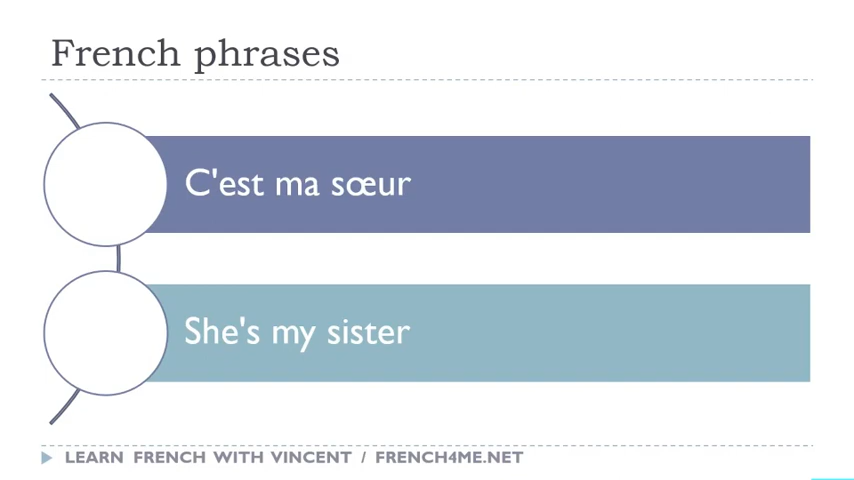 French phrases
C'est ma sœur
She's my sister
LEARN FRENCH WITH VINCENT / FRENCH4ME.NET